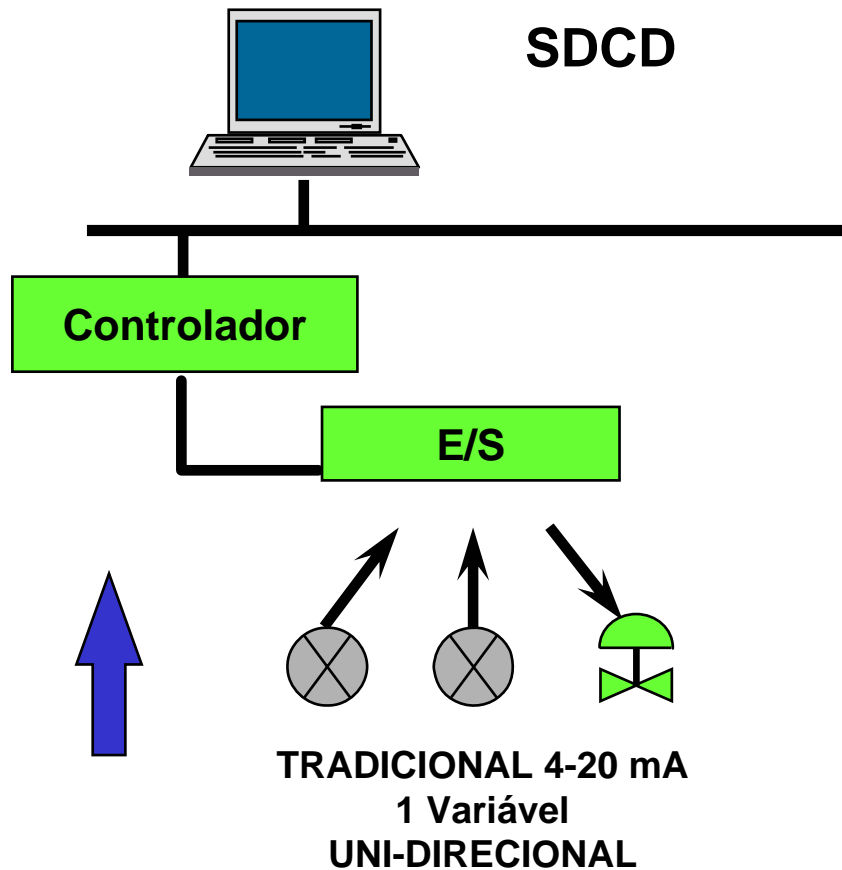 SDCD
Controlador
E/S
TRADICIONAL 4-20 mA
1 Variável
UNI-DIRECIONAL